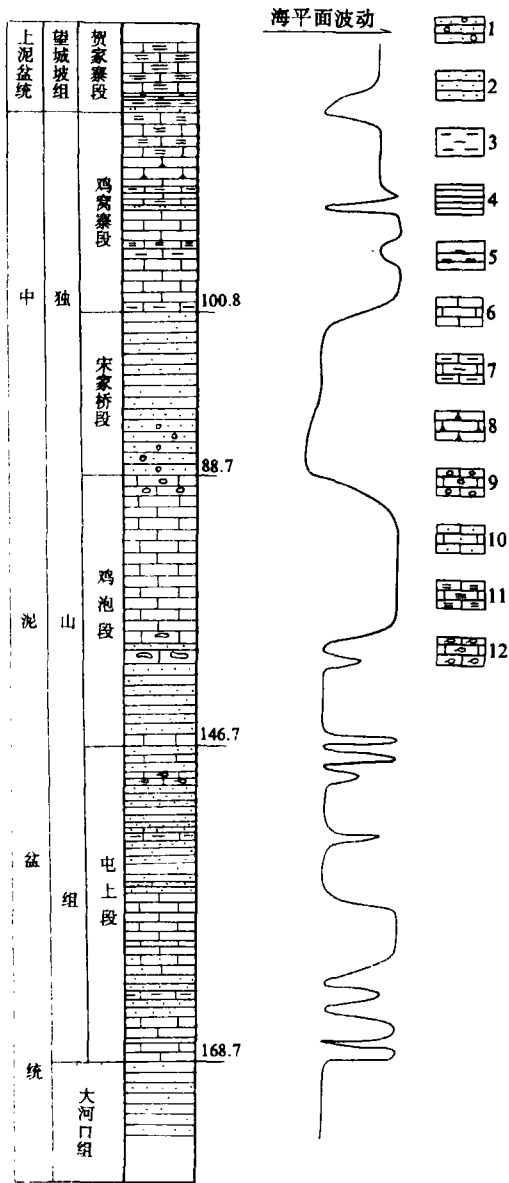 海平面波动
上泥盆统
望城坡组
贺家寨段
中泥盆统
独山组
鸡窝寨段
100.8
宋家桥段
88.7
鸡泡段
146.7
屯上段
168.7
大河口组
1
2
3
4
5
6
7
8
9
10
11
12